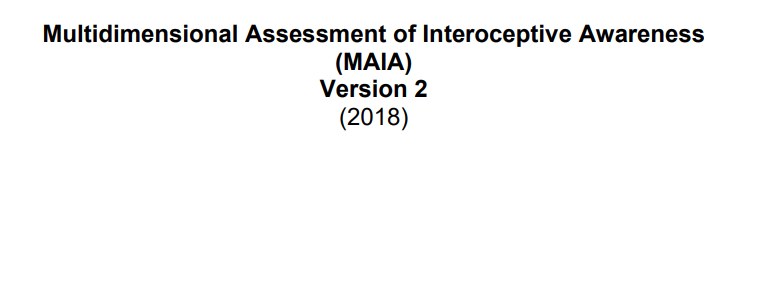 Multidimensional Assessment of Interoceptive Awareness
(MAIA)
Version 2
(2018)